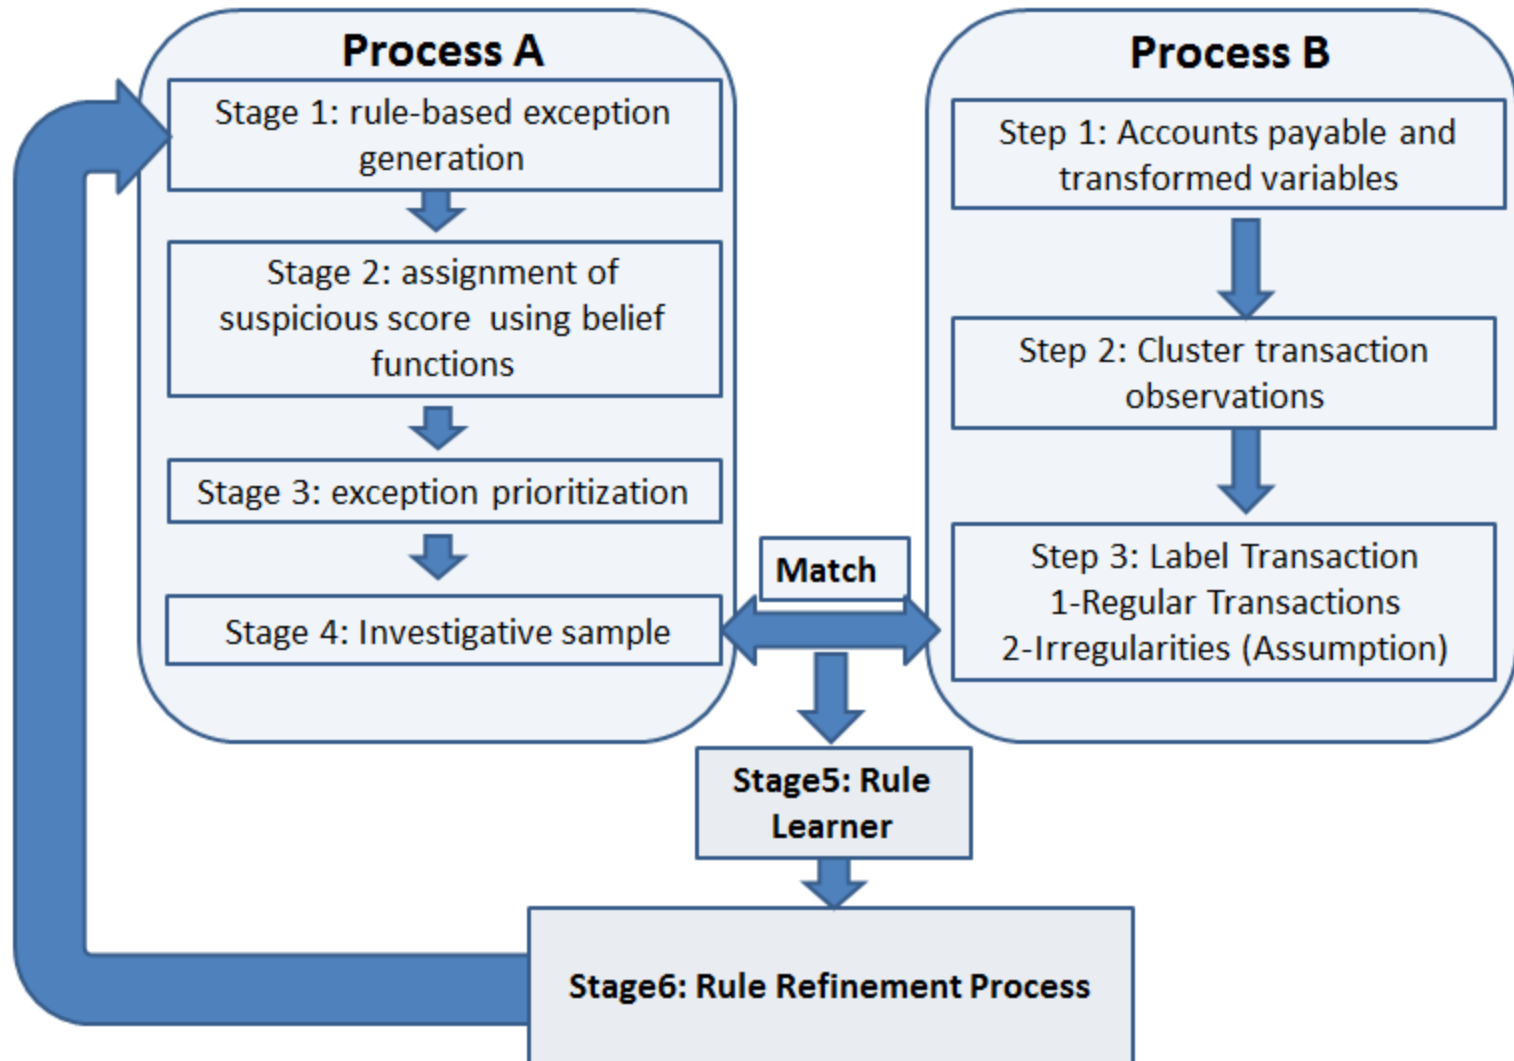 Process A
Stage 1: rule-based exception
generation
Stage 2: assignment of
suspicious score using belief
functions
Stage 3: exception prioritization
Stage 4: Investigative sample
Process B
Step 1: Accounts payable and
transformed variables
Step 2: Cluster transaction
observations
Step 3: Label Transaction
1-Regular Transactions
2-Irregularities (Assumption)
Match
Stage5: Rule
Learner
Stage6: Rule Refinement Process